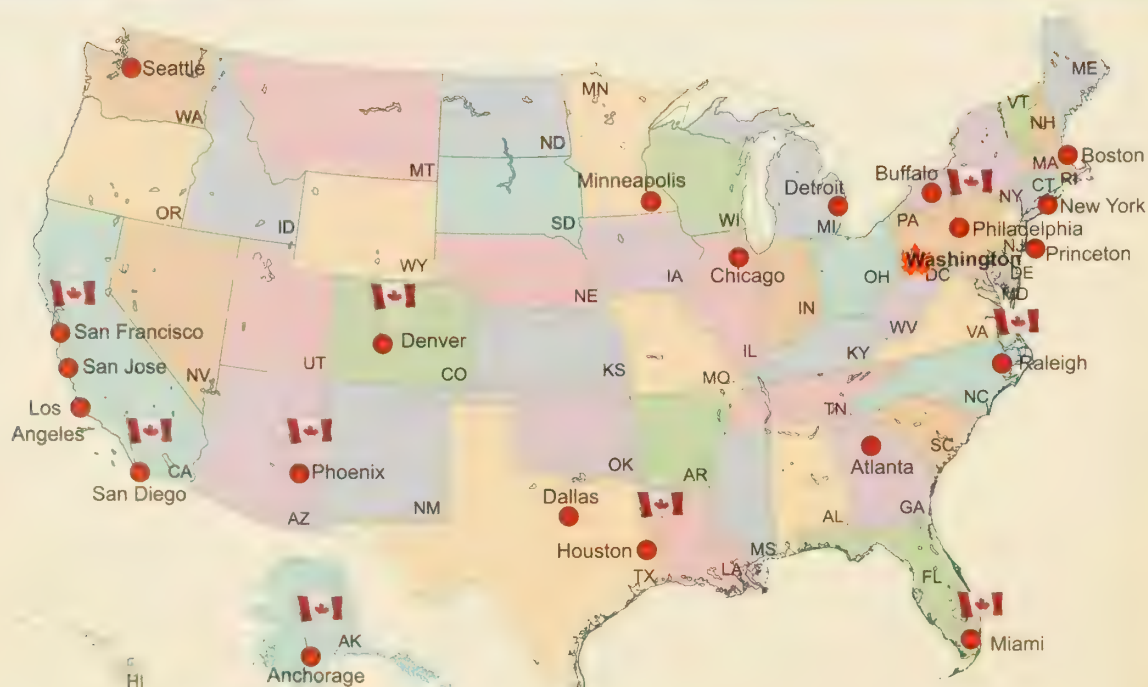 Seattle
WA
MT
ND
MN
ME
VT
NH
Boston
MA
RI
CT
NY
New York
Buffalo
Detroit
MI
Minneapolis
WI
SD
OR
ID
WY
PA
Philadelphia
NJ
Princeton
Washington
DC
DE
MD
OH
Chicago
IA
NE
IN
IL
WV
VA
KY
San Francisco
San Jose
NV
UT
Denver
CO
KS
MO
Raleigh
NC
TN
Los
Angeles
CA
San Diego
Phoenix
AZ
NM
OK
AR
SC
Atlanta
GA
AL
MS
LA
Dallas
Houston
TX
FL
Miami
AK
Anchorage
HI